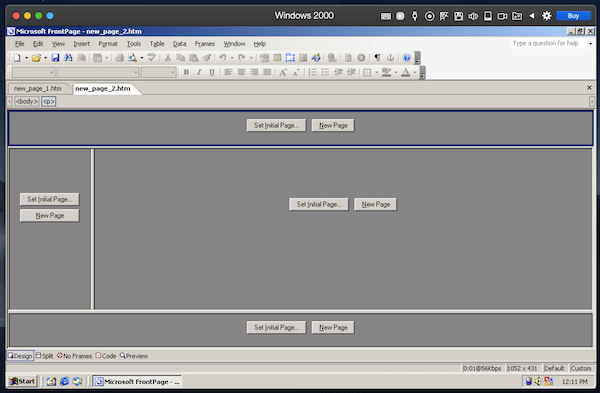 Windows 2000
Buy
Microsoft FrontPage - new_page_2.htm
File Edit View Insert Format Tools Table Data Frames Window Help
Type a question for help
new_page_1.htm new_page_2.htm
<body> <p>
Set Initial Page... New Page
Set Initial Page...
New Page
Set Initial Page... New Page
Set Initial Page... New Page
Design Split No Frames Code Preview
0:01@56Kbps 1052 x 431 Default Custom
Start Microsoft FrontPage - ... 12:11 PM